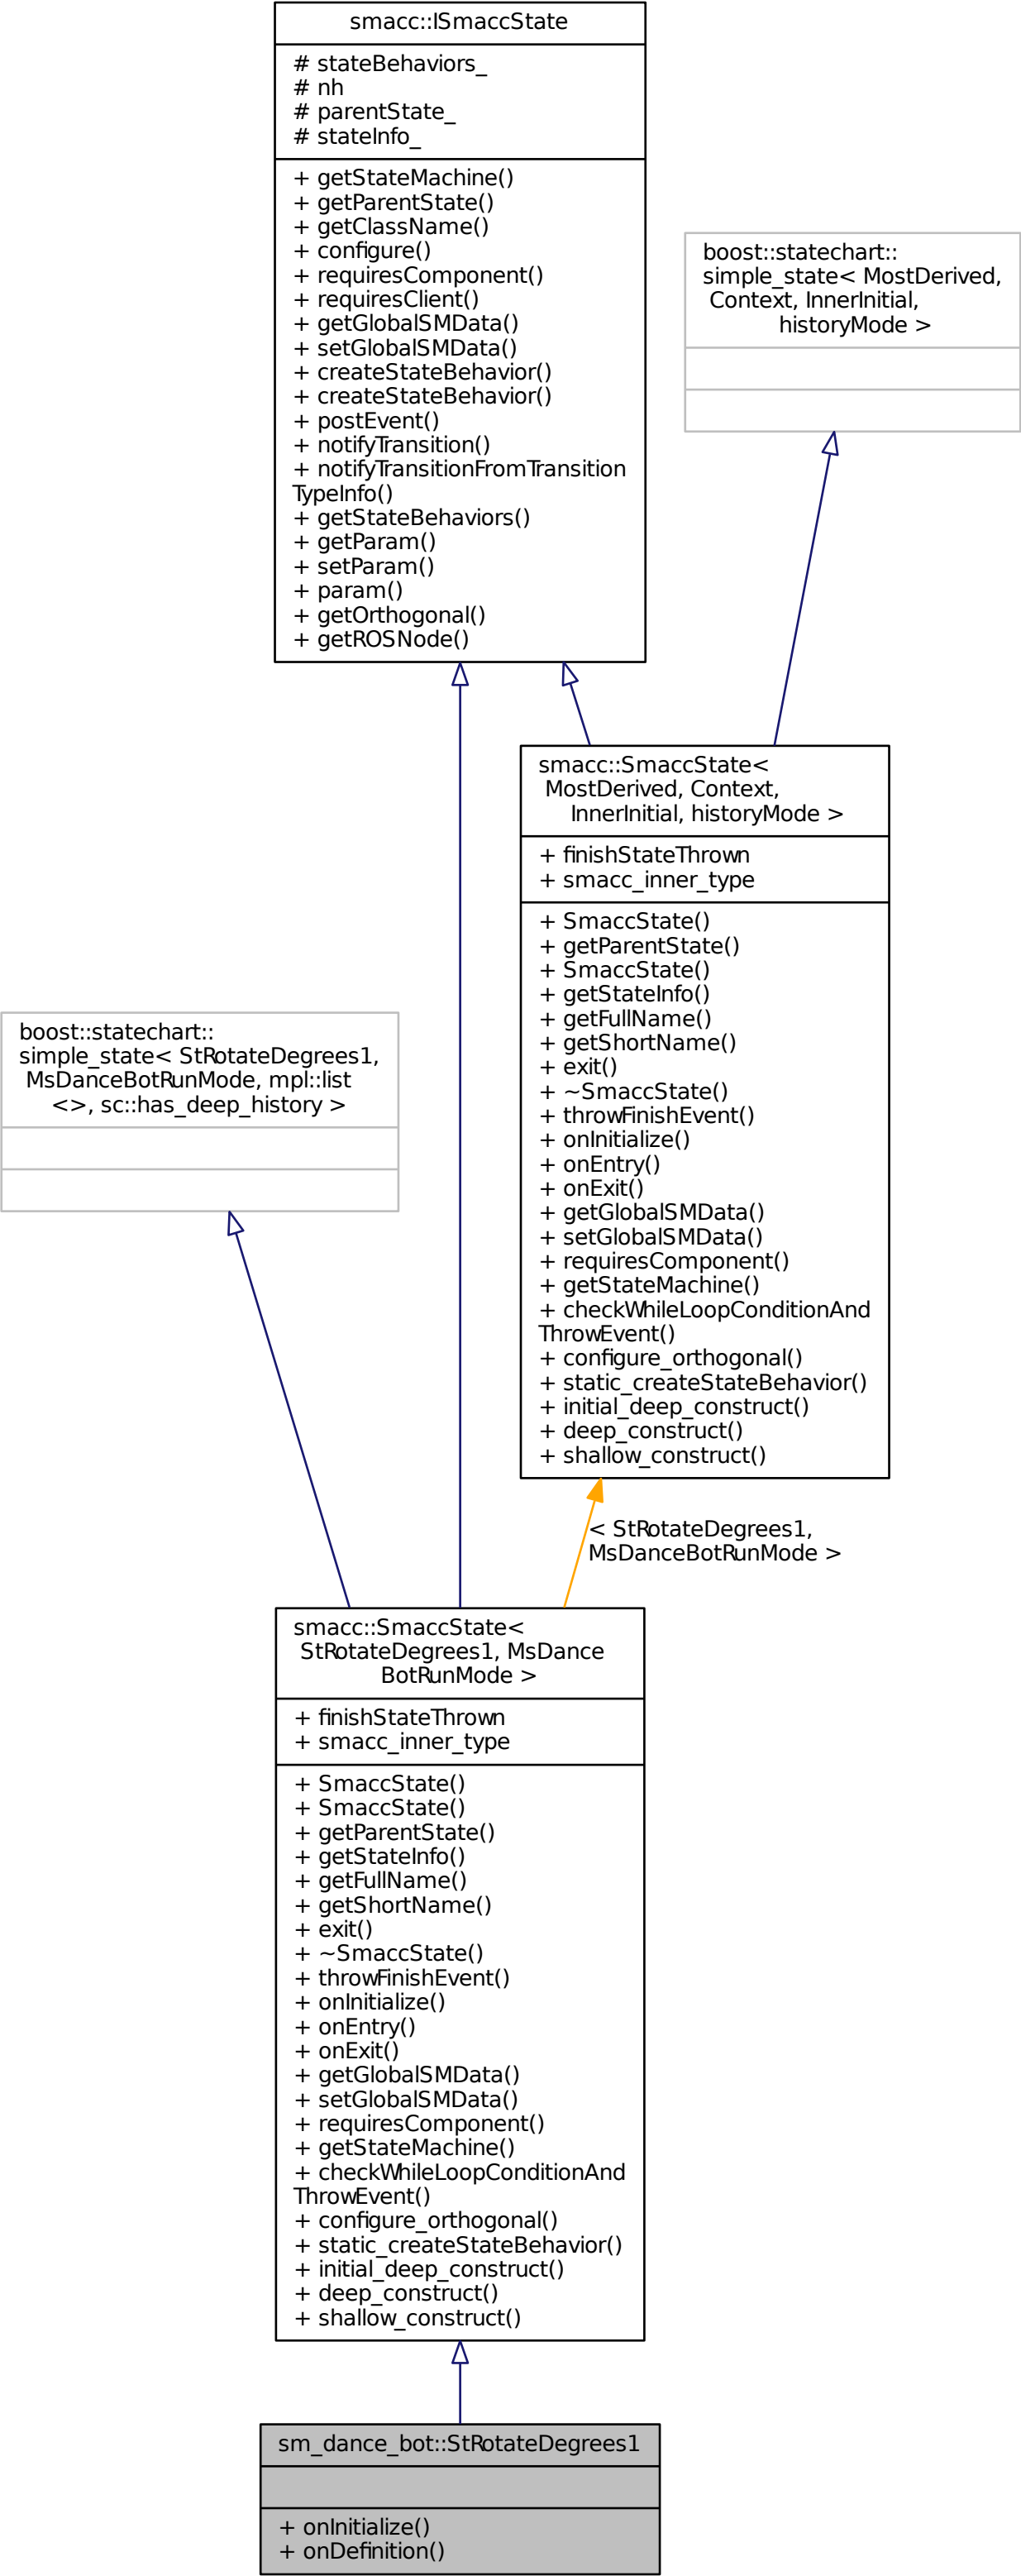 smacc::ISmaccState
# stateBehaviors_
# nh
# parentState_
# stateInfo_
+ getStateMachine()
+ getParentState()
+ getClassName()
+ configure()
+ requiresComponent()
+ requiresClient()
+ getGlobalSMData()
+ setGlobalSMData()
+ createStateBehavior()
+ createStateBehavior()
+ postEvent()
+ notifyTransition()
+ notifyTransitionFromTransition
TypeInfo()
+ getStateBehaviors()
+ getParam()
+ setParam()
+ param()
+ getOrthogonal()
+ getROSNode()
boost::statechart::
simple_state< MostDerived,
Context, InnerInitial,
historyMode >
smacc::SmaccState<
MostDerived, Context,
InnerInitial, historyMode >
+ finishStateThrown
+ smacc_inner_type
+ SmaccState()
+ getParentState()
+ SmaccState()
+ getStateInfo()
+ getFullName()
+ getShortName()
+ exit()
+ ~SmaccState()
+ throwFinishEvent()
+ onInitialize()
+ onEntry()
+ onExit()
+ getGlobalSMData()
+ setGlobalSMData()
+ requiresComponent()
+ getStateMachine()
+ checkWhileLoopConditionAnd
ThrowEvent()
+ configure_orthogonal()
+ static_createStateBehavior()
+ initial_deep_construct()
+ deep_construct()
+ shallow_construct()
boost::statechart::
simple_state< StRotateDegrees1,
MsDanceBotRunMode, mpl::list
<>, sc::has_deep_history >
< StRotateDegrees1,
MsDanceBotRunMode >
smacc::SmaccState<
StRotateDegrees1, MsDance
BotRunMode >
+ finishStateThrown
+ smacc_inner_type
+ SmaccState()
+ SmaccState()
+ getParentState()
+ getStateInfo()
+ getFullName()
+ getShortName()
+ exit()
+ ~SmaccState()
+ throwFinishEvent()
+ onInitialize()
+ onEntry()
+ onExit()
+ getGlobalSMData()
+ setGlobalSMData()
+ requiresComponent()
+ getStateMachine()
+ checkWhileLoopConditionAnd
ThrowEvent()
+ configure_orthogonal()
+ static_createStateBehavior()
+ initial_deep_construct()
+ deep_construct()
+ shallow_construct()
sm_dance_bot::StRotateDegrees1
+ onInitialize()
+ onDefinition()